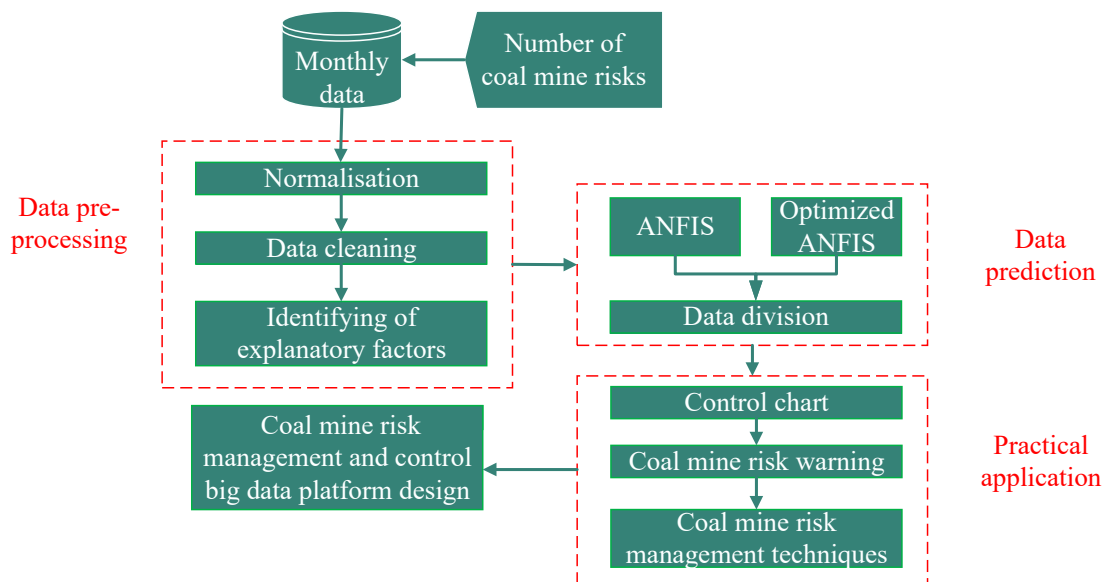 Monthly
data
Number of
coal mine risks
Data pre-
processing
Normalisation
Data cleaning
Identifying of
explanatory factors
ANFIS
Optimized
ANFIS
Data division
Data
prediction
Control chart
Coal mine risk warning
Coal mine risk
management techniques
Practical
application
Coal mine risk
management and control
big data platform design